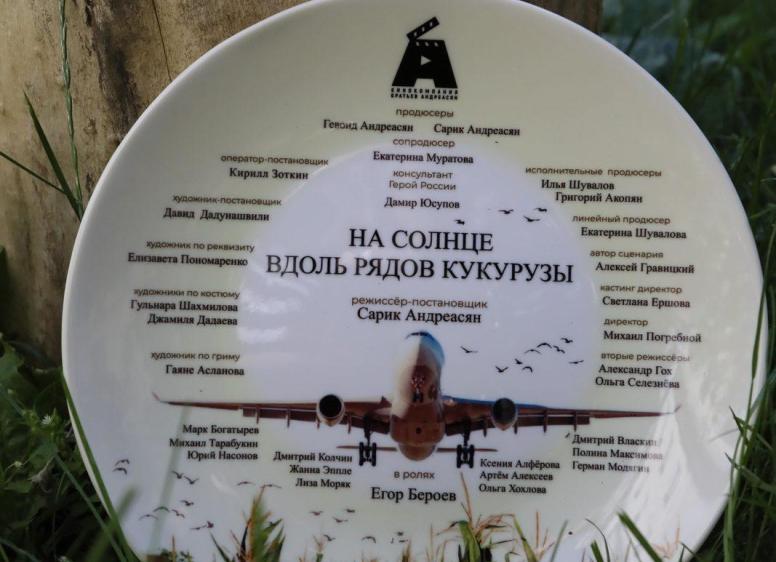 КИНОКОМПАНИЯ
БРАТЬЕВ АНДРЕАСЯН
продюсеры
Гевонд Андреасян Сарик Андреасян
сопродюсер
Екатерина Муратова
консультант
Герой России
Дамир Юсупов
оператор-постановщик
Кирилл Зоткин
художник-постановщик
Давид Дадунашвили
художник по реквизиту
Елизавета Пономаренко
художники по костюму
Гульнара Шахмилова
Джамиля Дадаева
художник по гриму
Гаяне Асланова
исполнительные продюсеры
Илья Шувалов
Григорий Акопян
линейный продюсер
Екатерина Шувалова
автор сценария
Алексей Гравицкий
кастинг директор
Светлана Ершова
директор
Михаил Погребной
вторые режиссёры
Александр Гох
Ольга Селезнёва
НА СОЛНЦЕ
ВДОЛЬ РЯДОВ КУКУРУЗЫ
режиссёр-постановщик
Сарик Андреасян
Марк Богатырев
Михаил Тарабукин
Юрий Насонов
Дмитрий Колчин
Жанна Эппле
Лиза Моряк
в ролях
Егор Бероев
Ксения Алфёрова
Артём Алексеев
Ольга Хохлова
Дмитрий Власкин
Полина Максимова
Герман Модягин